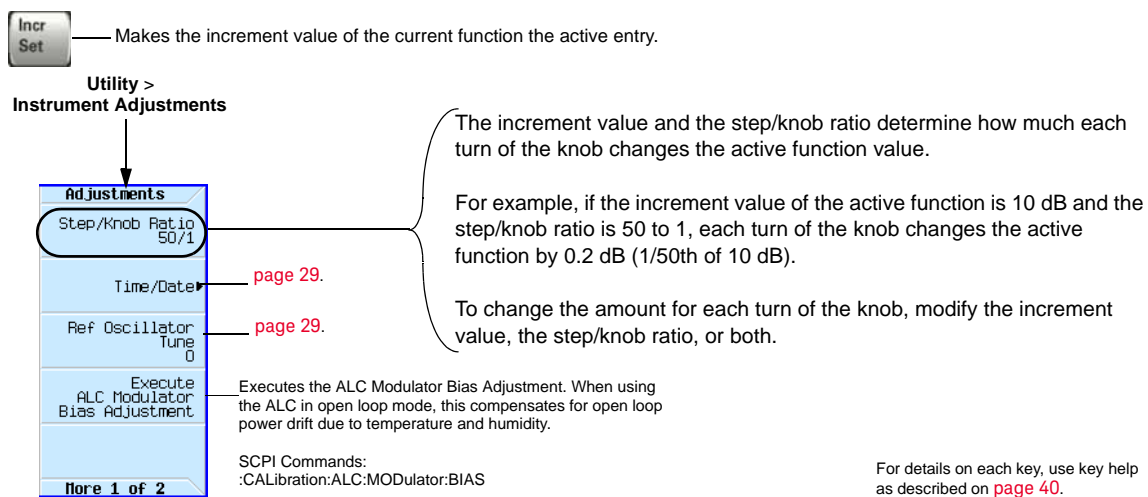 Incr
Set
Makes the increment value of the current function the active entry.
Utility >
Instrument Adjustments
Adjustments
Step/Knob Ratio
50/1
Time/Date
page 29.
Ref Oscillator
Tune
0
page 29.
Execute
ALC Modulator
Bias Adjustment
More 1 of 2
The increment value and the step/knob ratio determine how much each
turn of the knob changes the active function value.
For example, if the increment value of the active function is 10 dB and the
step/knob ratio is 50 to 1, each turn of the knob changes the active
function by 0.2 dB (1/50th of 10 dB).
To change the amount for each turn of the knob, modify the increment
value, the step/knob ratio, or both.
Executes the ALC Modulator Bias Adjustment. When using
the ALC in open loop mode, this compensates for open loop
power drift due to temperature and humidity.
SCPI Commands:
:CALibration:ALC:MODulator:BIAS
For details on each key, use key help
as described on page 40.